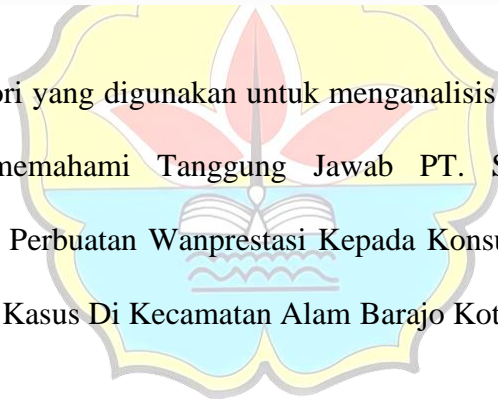 ori yang digunakan untuk menganalisis
memahami Tanggung Jawab PT. S
Perbuatan Wanprestasi Kepada Konsu
Kasus Di Kecamatan Alam Barajo Kot